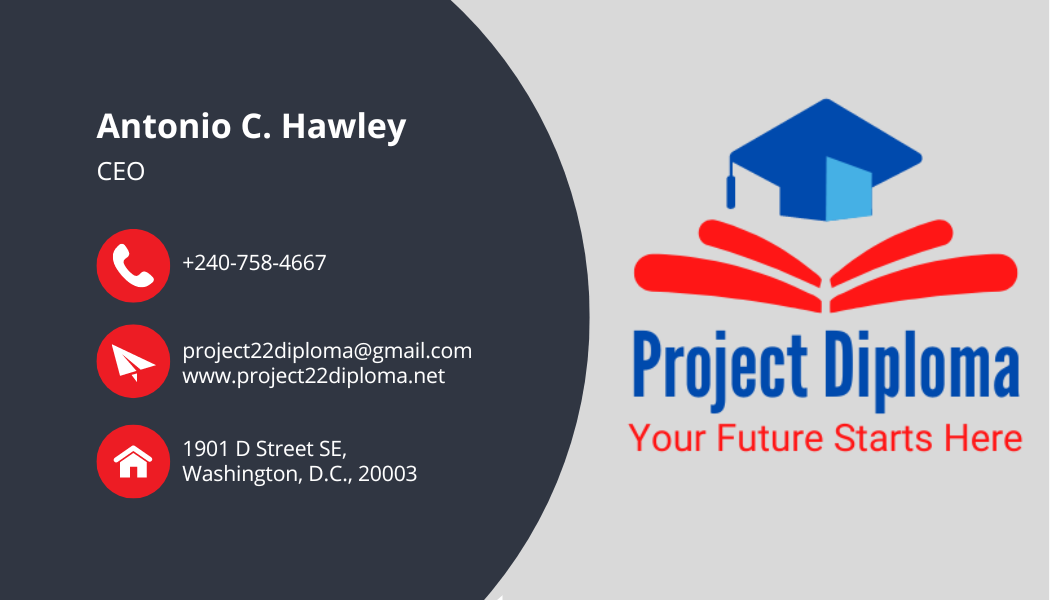 Antonio C. Hawley
CEO
+240-758-4667
project22diploma@gmail.com
www.project22diploma.net
1901 D Street SE,
Washington, D.C., 20003
Project Diploma
Your Future Starts Here